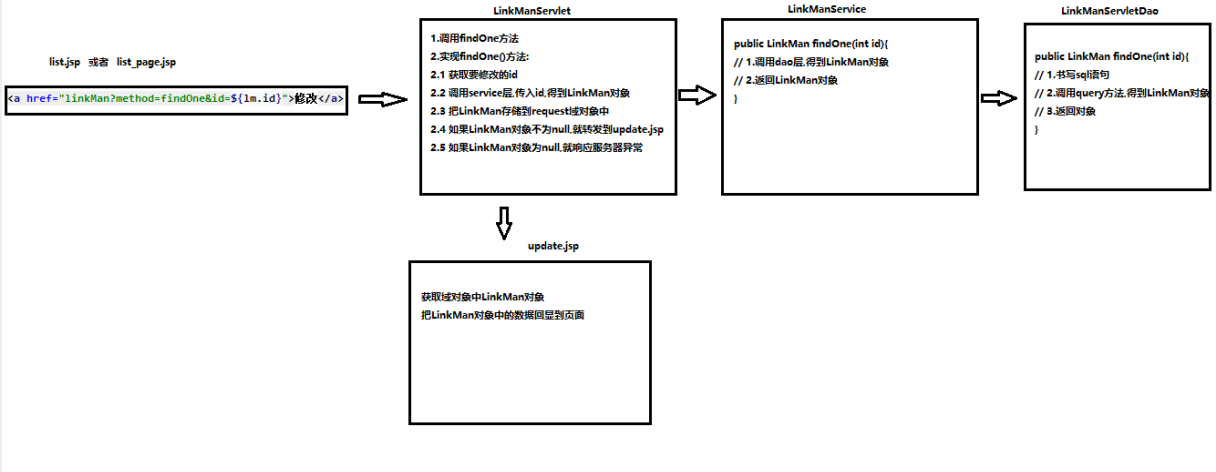 list.jsp 或者 list_page.jsp
<a href="linkMan?method=findOne&id=${lm.id}">修改</a>
LinkManServlet
1.调用findOne方法
2.实现findOne()方法:
2.1 获取要修改的id
2.2 调用service层,传入id,得到LinkMan对象
2.3 把LinkMan存储到request域对象中
2.4 如果LinkMan对象不为null,就转发到update.jsp
2.5 如果LinkMan对象为null,就响应服务器异常
LinkManService
public LinkMan findOne(int id){
// 1.调用dao层,得到LinkMan对象
// 2.返回LinkMan对象
}
LinkManServletDao
public LinkMan findOne(int id){
// 1.书写sql语句
// 2.调用query方法,得到LinkMan对象
// 3.返回对象
}
update.jsp
获取域对象中LinkMan对象
把LinkMan对象中的数据回显到页面